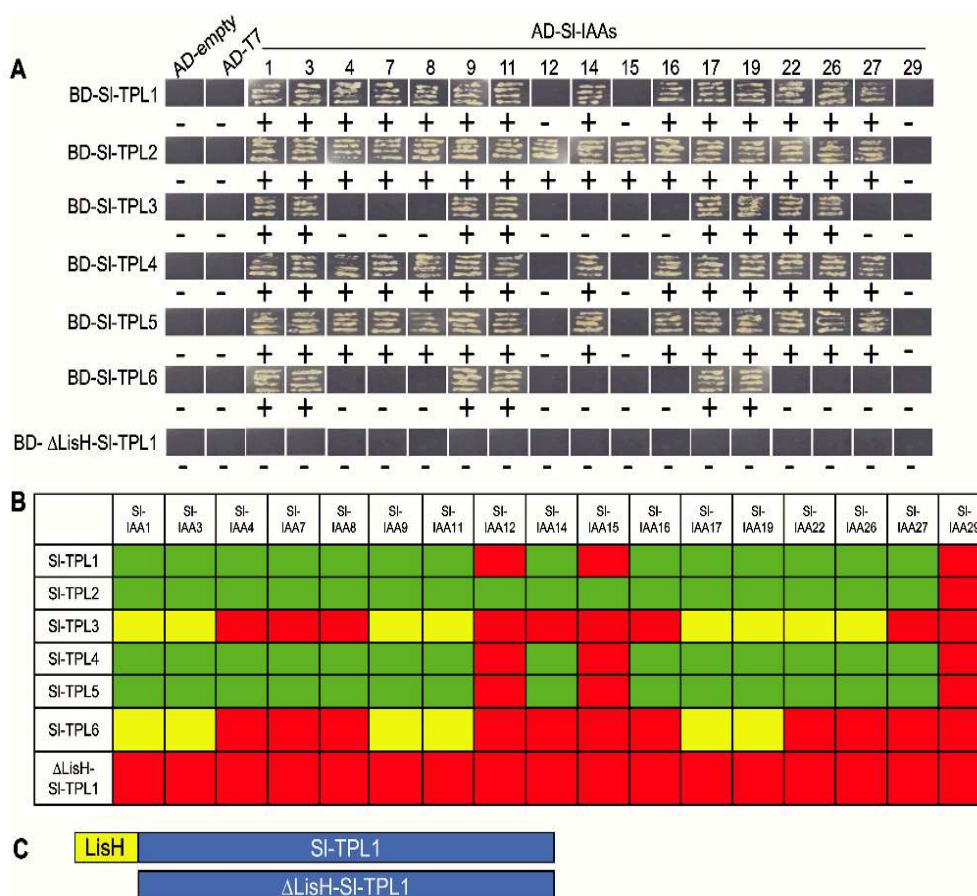 AD-empty AD-T7 AD-Sl-IAAs
A 1 3 4 7 8 9 11 12 14 15 16 17 19 22 26 27 29
BD-Sl-TPL1
- - + + + + + + + - + - + + + + + + -
BD-Sl-TPL2
- - + + + + + + + + + + + + + + + + -
BD-Sl-TPL3
- - + + - - - + + - - - - + + + + - -
BD-Sl-TPL4
- - + + + + + + + - + - + + + + + + -
BD-Sl-TPL5
- - + + + + + + + - + - + + + + + + -
BD-Sl-TPL6
- - + + - - - + + - - - - + + - - - -
BD- ΔLisH-Sl-TPL1
- - - - - - - - - - - - - - - - - - -
B Sl-IAA1 Sl-IAA3 Sl-IAA4 Sl-IAA7 Sl-IAA8 Sl-IAA9 Sl-IAA11 Sl-IAA12 Sl-IAA14 Sl-IAA15 Sl-IAA16 Sl-IAA17 Sl-IAA19 Sl-IAA22 Sl-IAA26 Sl-IAA27 Sl-IAA29
Sl-TPL1
Sl-TPL2
Sl-TPL3
Sl-TPL4
Sl-TPL5
Sl-TPL6
ΔLisH-
Sl-TPL1
C LisH Sl-TPL1
ΔLisH-Sl-TPL1